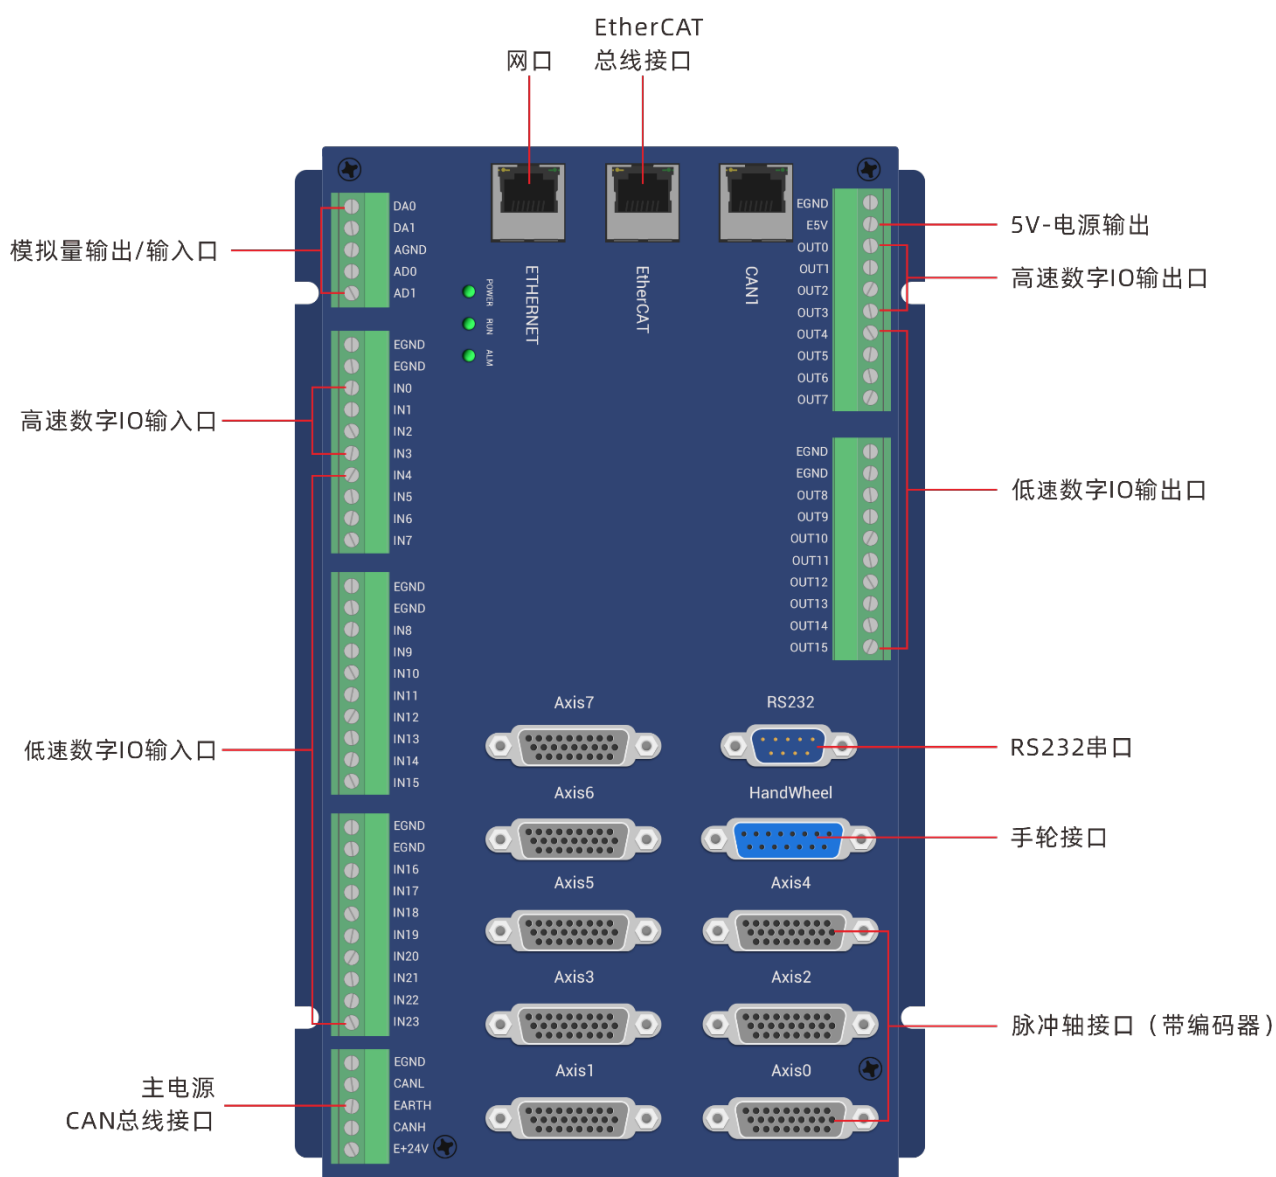 EtherCAT
总线接口
网口
模拟量输出/输入口
高速数字IO输入口
低速数字IO输入口
主电源
CAN总线接口
DA0
DA1
AGND
AD0
AD1
EGND
EGND
IN0
IN1
IN2
IN3
IN4
IN5
IN6
IN7
EGND
EGND
IN8
IN9
IN10
IN11
IN12
IN13
IN14
IN15
EGND
EGND
IN16
IN17
IN18
IN19
IN20
IN21
IN22
IN23
EGND
CANL
EARTH
CANH
E+24V
POWER
RUN
ALM
ETHERNET
EtherCAT
CAN1
Axis7
RS232
Axis6
HandWheel
Axis5
Axis4
Axis3
Axis2
Axis1
Axis0
EGND
E5V
OUT0
OUT1
OUT2
OUT3
OUT4
OUT5
OUT6
OUT7
EGND
EGND
OUT8
OUT9
OUT10
OUT11
OUT12
OUT13
OUT14
OUT15
5V-电源输出
高速数字IO输出口
低速数字IO输出口
RS232串口
手轮接口
脉冲轴接口（带编码器）